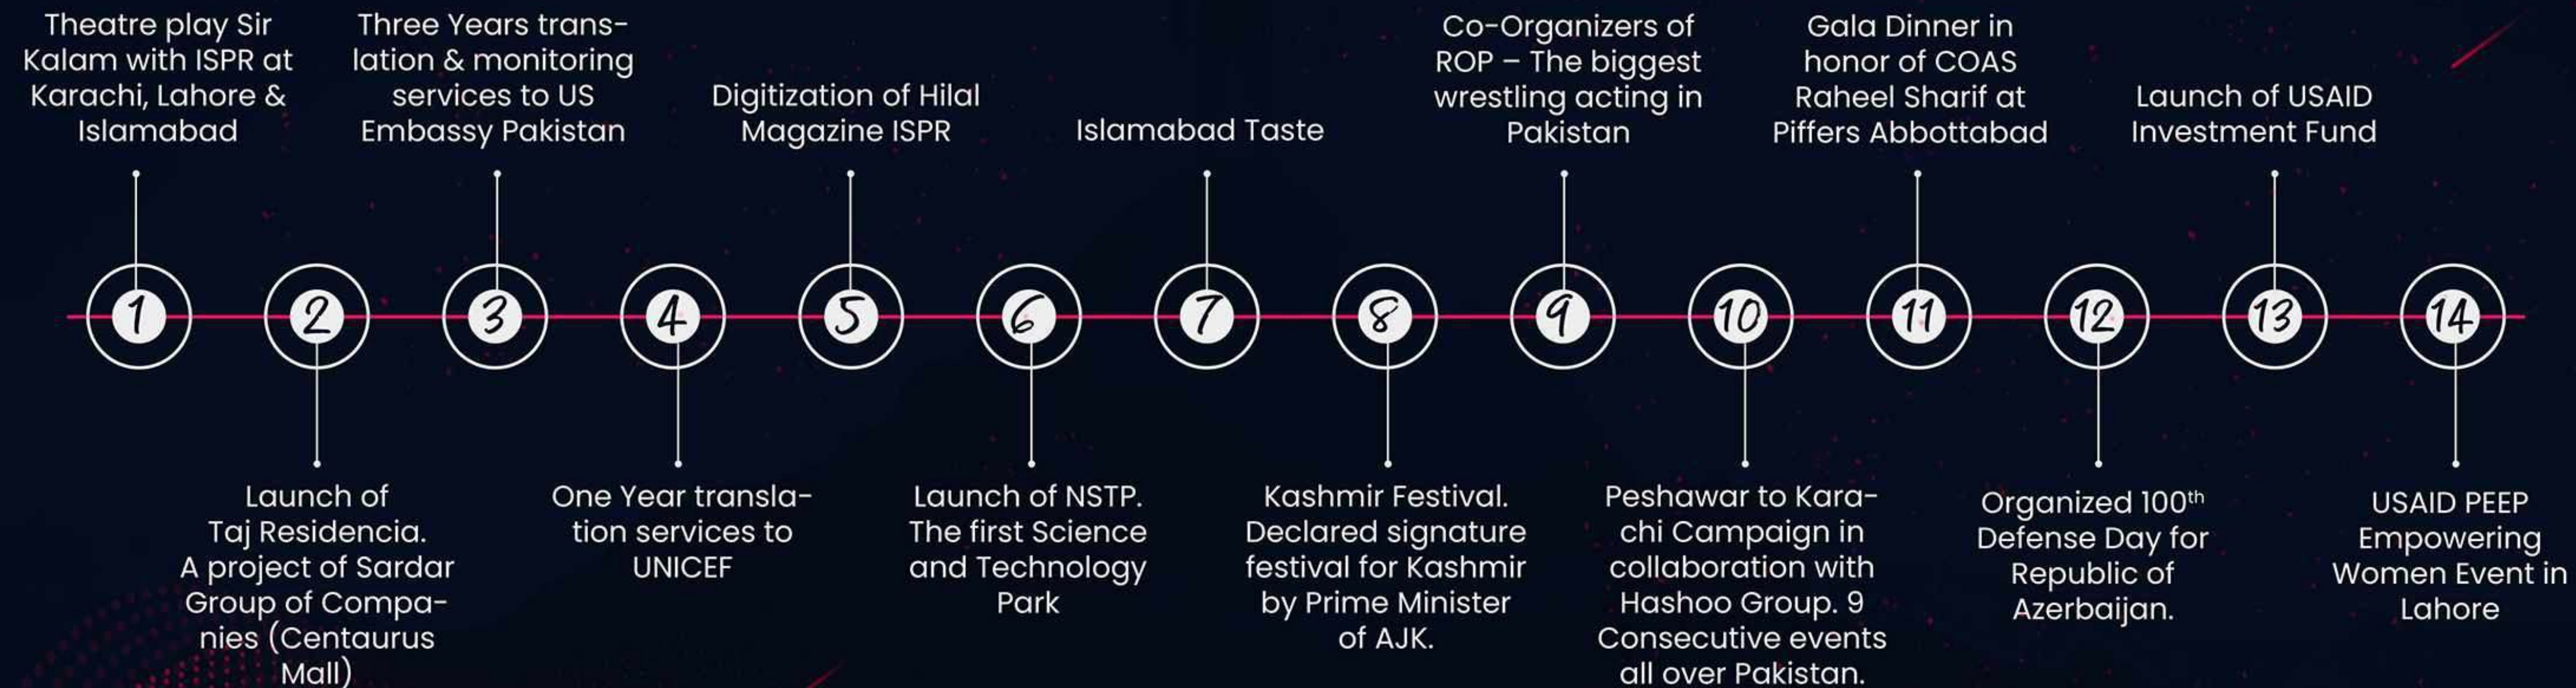 Theatre play Sir
Kalam with ISPR at
Karachi, Lahore &
Islamabad
1
Launch of
Taj Residencia.
A project of Sardar
Group of Compa-
nies (Centaurus
Mall)
2
Three Years trans-
lation & monitoring
services to US
Embassy Pakistan
3
One Year transla-
tion services to
UNICEF
4
Digitization of Hilal
Magazine ISPR
5
Launch of NSTP.
The first Science
and Technology
Park
6
Islamabad Taste
7
Kashmir Festival.
Declared signature
festival for Kashmir
by Prime Minister
of AJK.
8
Co-Organizers of
ROP – The biggest
wrestling acting in
Pakistan
9
Peshawar to Kara-
chi Campaign in
collaboration with
Hashoo Group. 9
Consecutive events
all over Pakistan.
10
Gala Dinner in
honor of COAS
Raheel Sharif at
Piffers Abbottabad
11
Organized 100th
Defense Day for
Republic of
Azerbaijan.
12
Launch of USAID
Investment Fund
13
USAID PEEP
Empowering
Women Event in
Lahore
14